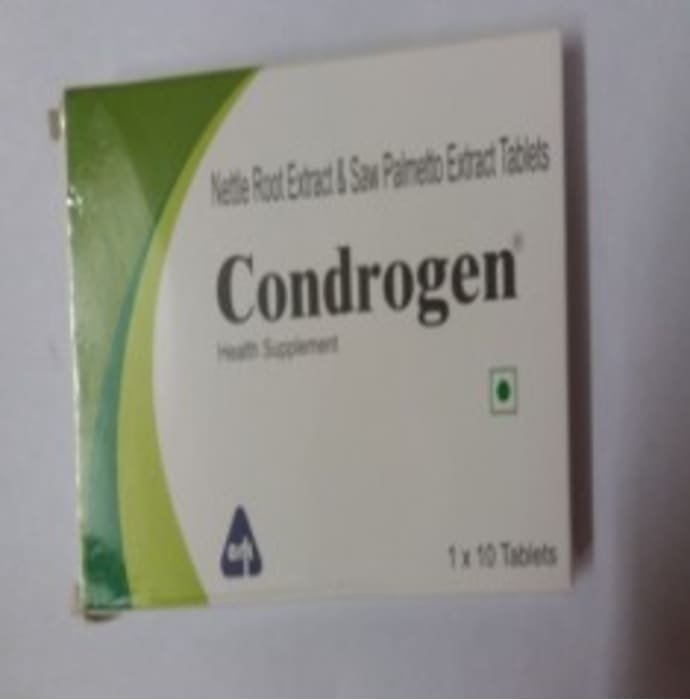 Nettle Root Extract & Saw Palmetto Extract Tablets
Condrogen®
Health Supplement
1 x 10 Tablets